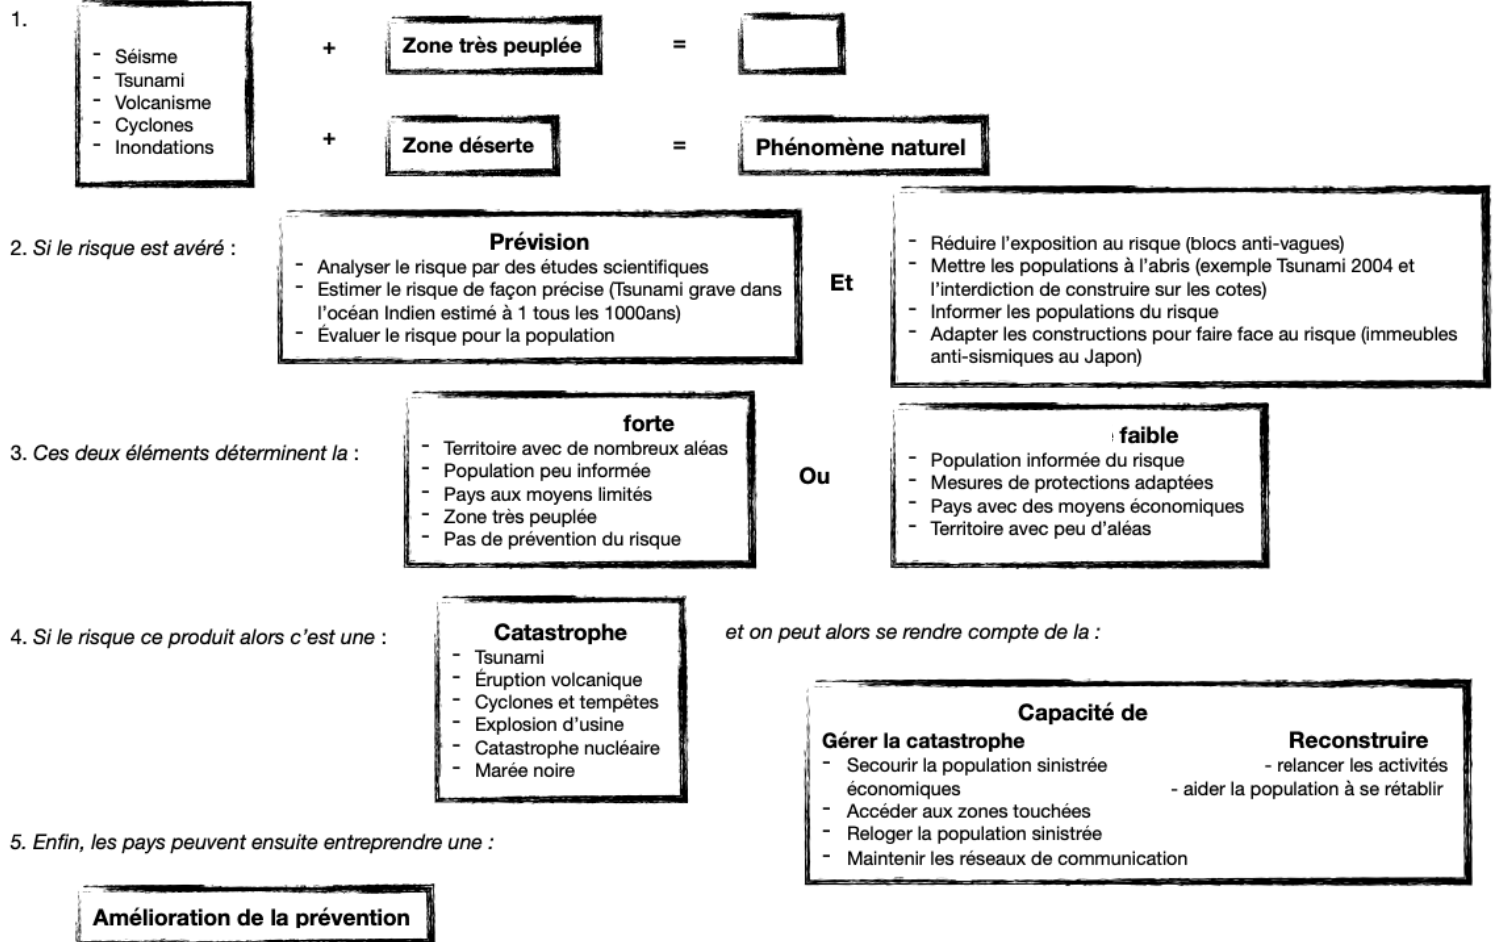 1.
- Séisme
- Tsunami
- Volcanisme
- Cyclones
- Inondations
+ Zone très peuplée =
+ Zone déserte = Phénomène naturel
2. Si le risque est avéré :
Prévision
- Analyser le risque par des études scientifiques
- Estimer le risque de façon précise (Tsunami grave dans
l'océan Indien estimé à 1 tous les 1000ans)
- Évaluer le risque pour la population
Et
- Réduire l'exposition au risque (blocs anti-vagues)
- Mettre les populations à l'abris (exemple Tsunami 2004 et
l'interdiction de construire sur les cotes)
- Informer les populations du risque
- Adapter les constructions pour faire face au risque (immeubles
anti-sismiques au Japon)
3. Ces deux éléments déterminent la :
forte
- Territoire avec de nombreux aléas
- Population peu informée
- Pays aux moyens limités
- Zone très peuplée
- Pas de prévention du risque
Ou
faible
- Population informée du risque
- Mesures de protections adaptées
- Pays avec des moyens économiques
- Territoire avec peu d'aléas
4. Si le risque ce produit alors c'est une :
Catastrophe
- Tsunami
- Éruption volcanique
- Cyclones et tempêtes
- Explosion d'usine
- Catastrophe nucléaire
- Marée noire
et on peut alors se rendre compte de la :
Capacité de
Gérer la catastrophe Reconstruire
- Secourir la population sinistrée - relancer les activités
économiques - aider la population à se rétablir
- Accéder aux zones touchées
- Reloger la population sinistrée
- Maintenir les réseaux de communication
5. Enfin, les pays peuvent ensuite entreprendre une :
Amélioration de la prévention